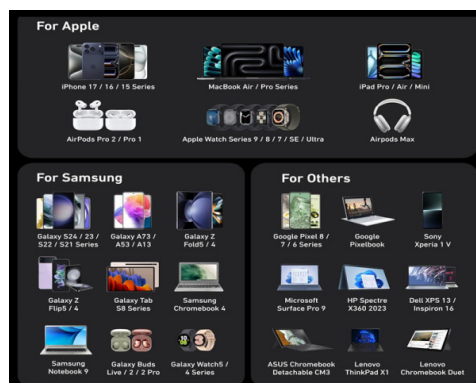 For Apple
iPhone 17 / 16 / 15 Series
MacBook Air / Pro Series
iPad Pro / Air / Mini
AirPods Pro 2 / Pro 1
Apple Watch Series 9 / 8 / 7 / SE / Ultra
Airpods Max
For Samsung
Galaxy S24 / 23 /
S22 / S21 Series
Galaxy A73 /
A53 / A13
Galaxy Z
Fold5 / 4
Galaxy Z
Flip5 / 4
Galaxy Tab
S8 Series
Samsung
Chromebook 4
Samsung
Notebook 9
Galaxy Buds
Live / 2 / 2 Pro
Galaxy Watch5 /
4 Series
For Others
Google Pixel 8 /
7 / 6 Series
Google
Pixelbook
Sony
Xperia 1 V
Microsoft
Surface Pro 9
HP Spectre
X360 2023
Dell XPS 13 /
Inspiron 16
ASUS Chromebook
Detachable CM3
Lenovo
ThinkPad X1
Lenovo
Chromebook Duet